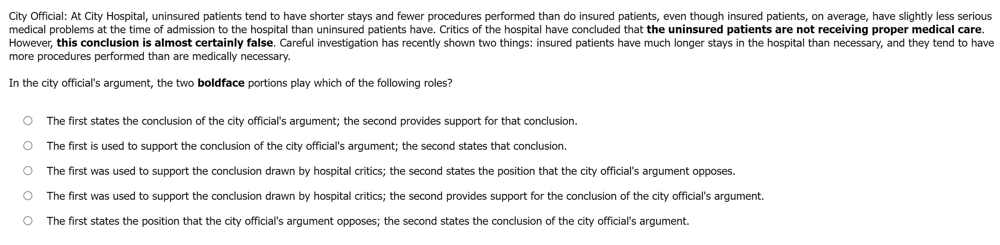 City Official: At City Hospital, uninsured patients tend to have shorter stays and fewer procedures performed than do insured patients, even though insured patients, on average, have slightly less serious
medical problems at the time of admission to the hospital than uninsured patients have. Critics of the hospital have concluded that the uninsured patients are not receiving proper medical care.
However, this conclusion is almost certainly false. Careful investigation has recently shown two things: insured patients have much longer stays in the hospital than necessary, and they tend to have
more procedures performed than are medically necessary.
In the city official's argument, the two boldface portions play which of the following roles?
The first states the conclusion of the city official's argument; the second provides support for that conclusion.
The first is used to support the conclusion of the city official's argument; the second states that conclusion.
The first was used to support the conclusion drawn by hospital critics; the second states the position that the city official's argument opposes.
The first was used to support the conclusion drawn by hospital critics; the second provides support for the conclusion of the city official's argument.
The first states the position that the city official's argument opposes; the second states the conclusion of the city official's argument.